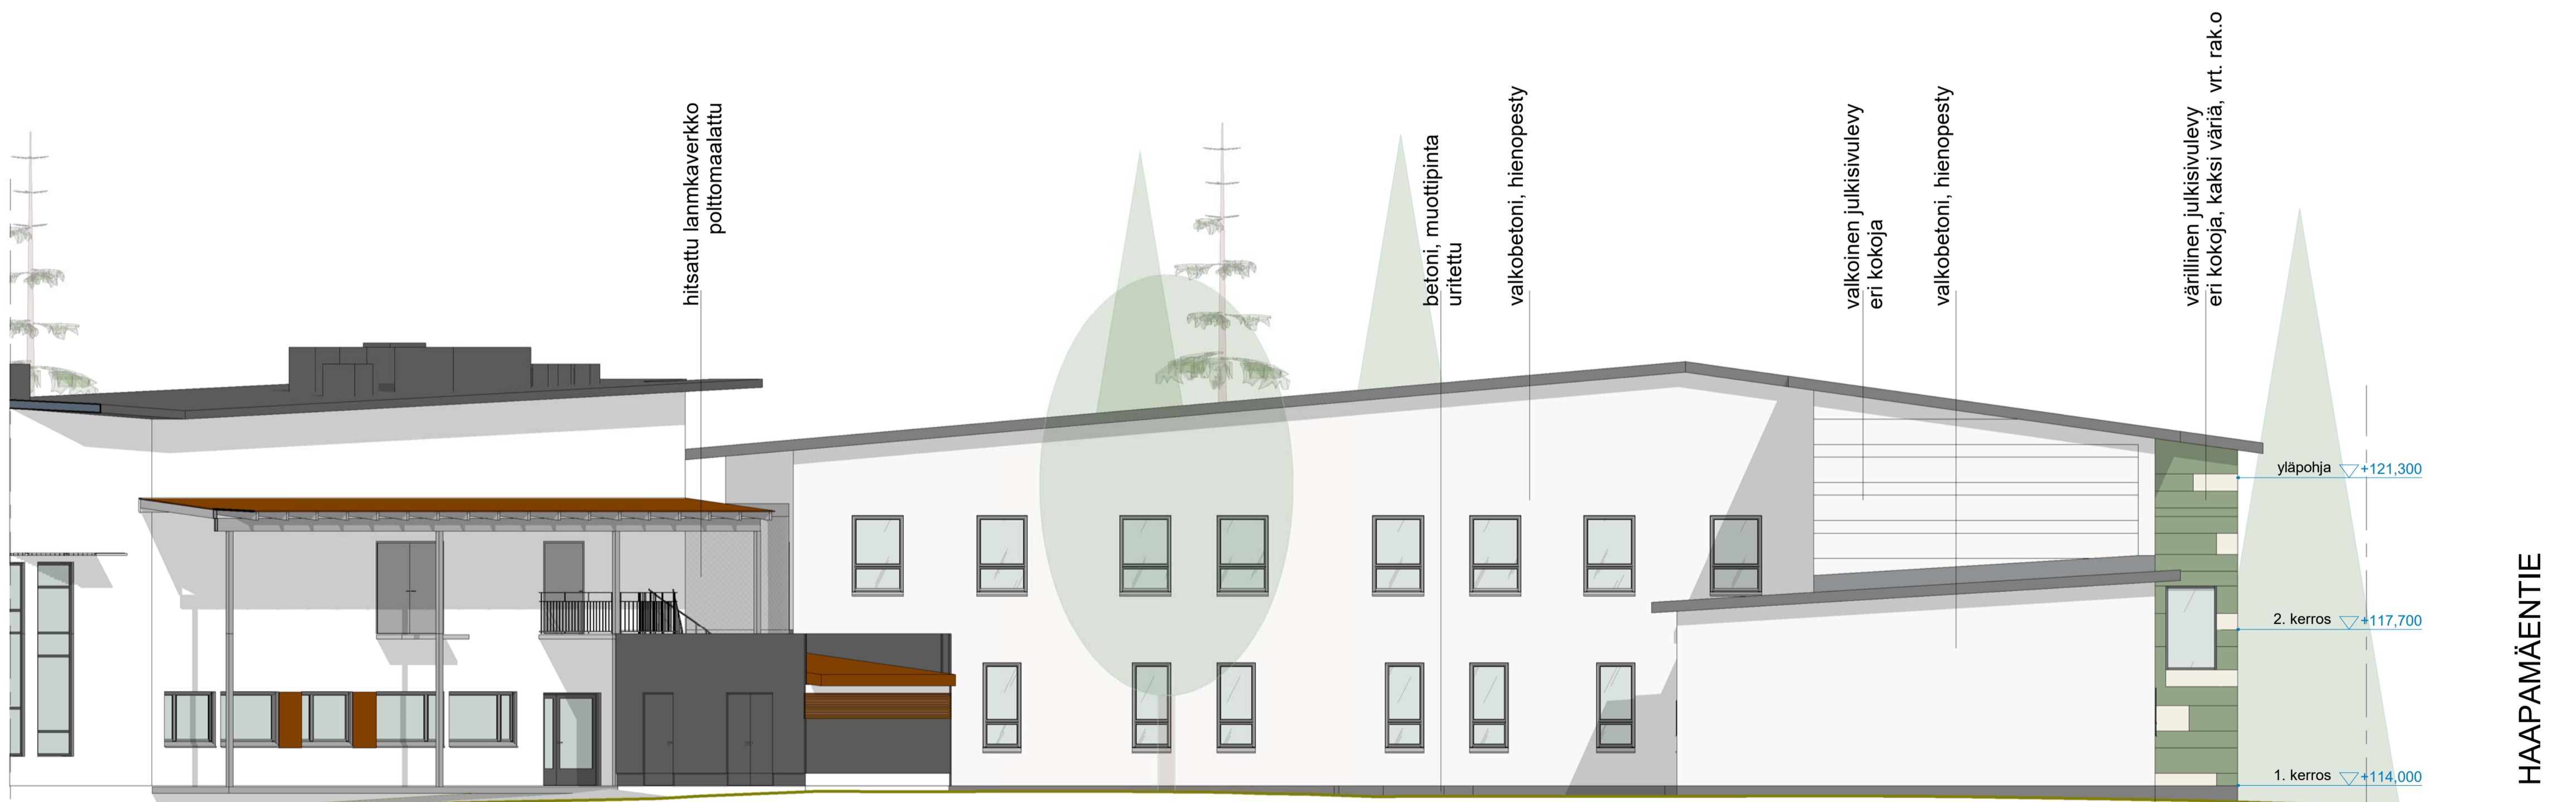 hitsattu lannkaverkko
polttomaalattu
betoni, muottipinta
uritettu
valkobetoni, hienopesty
valkoinen julkisivulevy
eri kokoja
valkobetoni, hienopesty
värillinen julkisivulevy
eri kokoja, kaksi väriä, vrt. rak.o
yläpohja +121,300
2. kerros +117,700
1. kerros +114,000
HAAPAMÄENTIE